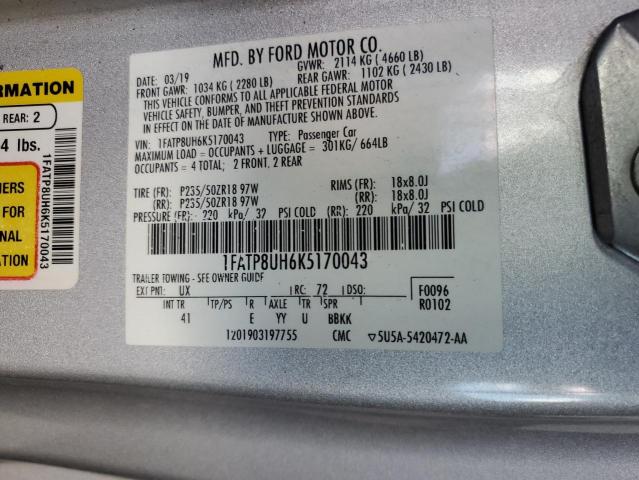 MFD. BY FORD MOTOR CO.
DATE: 03/19 GVWR: 2114 KG ( 4660 LB)
FRONT GAWR: 1034 KG ( 2280 LB) REAR GAWR: 1102 KG ( 2430 LB)
THIS VEHICLE CONFORMS TO ALL APPLICABLE FEDERAL MOTOR
VEHICLE SAFETY, BUMPER, AND THEFT PREVENTION STANDARDS
IN EFFECT ON THE DATE OF MANUFACTURE SHOWN ABOVE.
VIN: 1FATP8UH6K5170043 TYPE: Passenger Car
MAXIMUM LOAD = OCCUPANTS + LUGGAGE = 301KG/ 664LB
OCCUPANTS = 4 TOTAL; 2 FRONT, 2 REAR
TIRE (FR): P235/50ZR18 97W RIMS (FR): 18x8.0J
(RR): P235/50ZR18 97W (RR): 18x8.0J
PRESSURE (FR)= 220 kPa/ 32 PSI COLD (RR): 220 kPa/ 32 PSI COLD
1FATP8UH6K5170043
TRAILER TOWING - SEE OWNER GUIDE
EXT PNT: UX RC: 72 DSO: F0096
INT TR TP/PS R AXLE TR SPR R0102
41 E YY U BBKK
1201903197755 CMC 5U5A-5420472-AA
ORMATION
REAR: 2
4 lbs.
IERS
FOR
NAL
ATION
1FATP8UH6K5170043